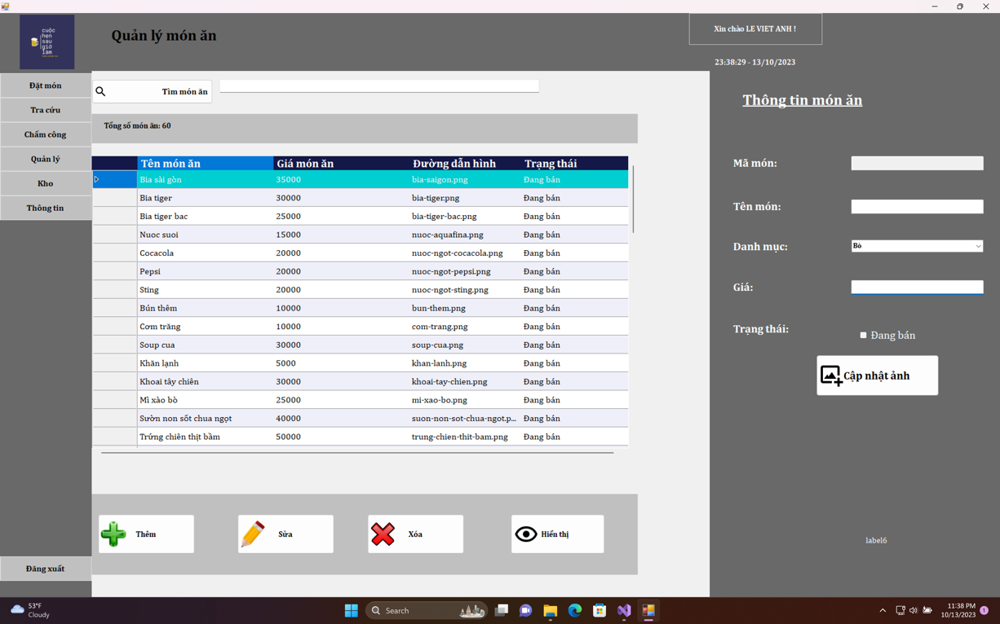 cuộc
hẹn
sau
giờ
làm
Quản lý món ăn
Xin chào LE VIET ANH !
23:38:29 - 13/10/2023
Đặt món
Tra cứu
Chấm công
Quản lý
Kho
Thông tin
Đăng xuất
Tìm món ăn
Tổng số món ăn: 60
Tên món ăn Giá món ăn Đường dẫn hình Trạng thái
Bia sài gòn 35000 bia-saigon.png Đang bán
Bia tiger 30000 bia-tiger.png Đang bán
Bia tiger bac 25000 bia-tiger-bac.png Đang bán
Nuoc suoi 15000 nuoc-aquafina.png Đang bán
Cocacola 20000 nuoc-ngot-cocacola.png Đang bán
Pepsi 20000 nuoc-ngot-pepsi.png Đang bán
Sting 20000 nuoc-ngot-sting.png Đang bán
Bún thêm 10000 bun-them.png Đang bán
Cơm trắng 10000 com-trang.png Đang bán
Soup cua 30000 soup-cua.png Đang bán
Khăn lạnh 5000 khan-lanh.png Đang bán
Khoai tây chiên 30000 khoai-tay-chien.png Đang bán
Mì xào bò 25000 mi-xao-bo.png Đang bán
Sườn non sốt chua ngọt 40000 suon-non-sot-chua-ngot.p... Đang bán
Trứng chiên thịt bằm 50000 trung-chien-thit-bam.png Đang bán
Thêm
Sửa
Xóa
Hiển thị
Thông tin món ăn
Mã món:
Tên món:
Danh mục: Bò
Giá:
Trạng thái: Đang bán
Cập nhật ảnh
label6
53°F
Cloudy
Search
11:38 PM
10/13/2023
1